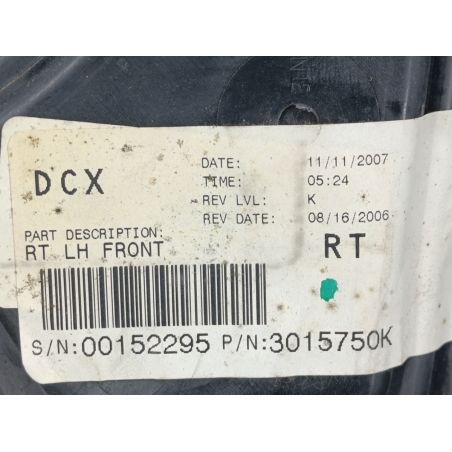 DCX
DATE: 11/11/2007
TIME: 05:24
REV LVL: K
REV DATE: 08/16/2006
PART DESCRIPTION:
RT LH FRONT
RT
S/N:00152295 P/N:3015750K